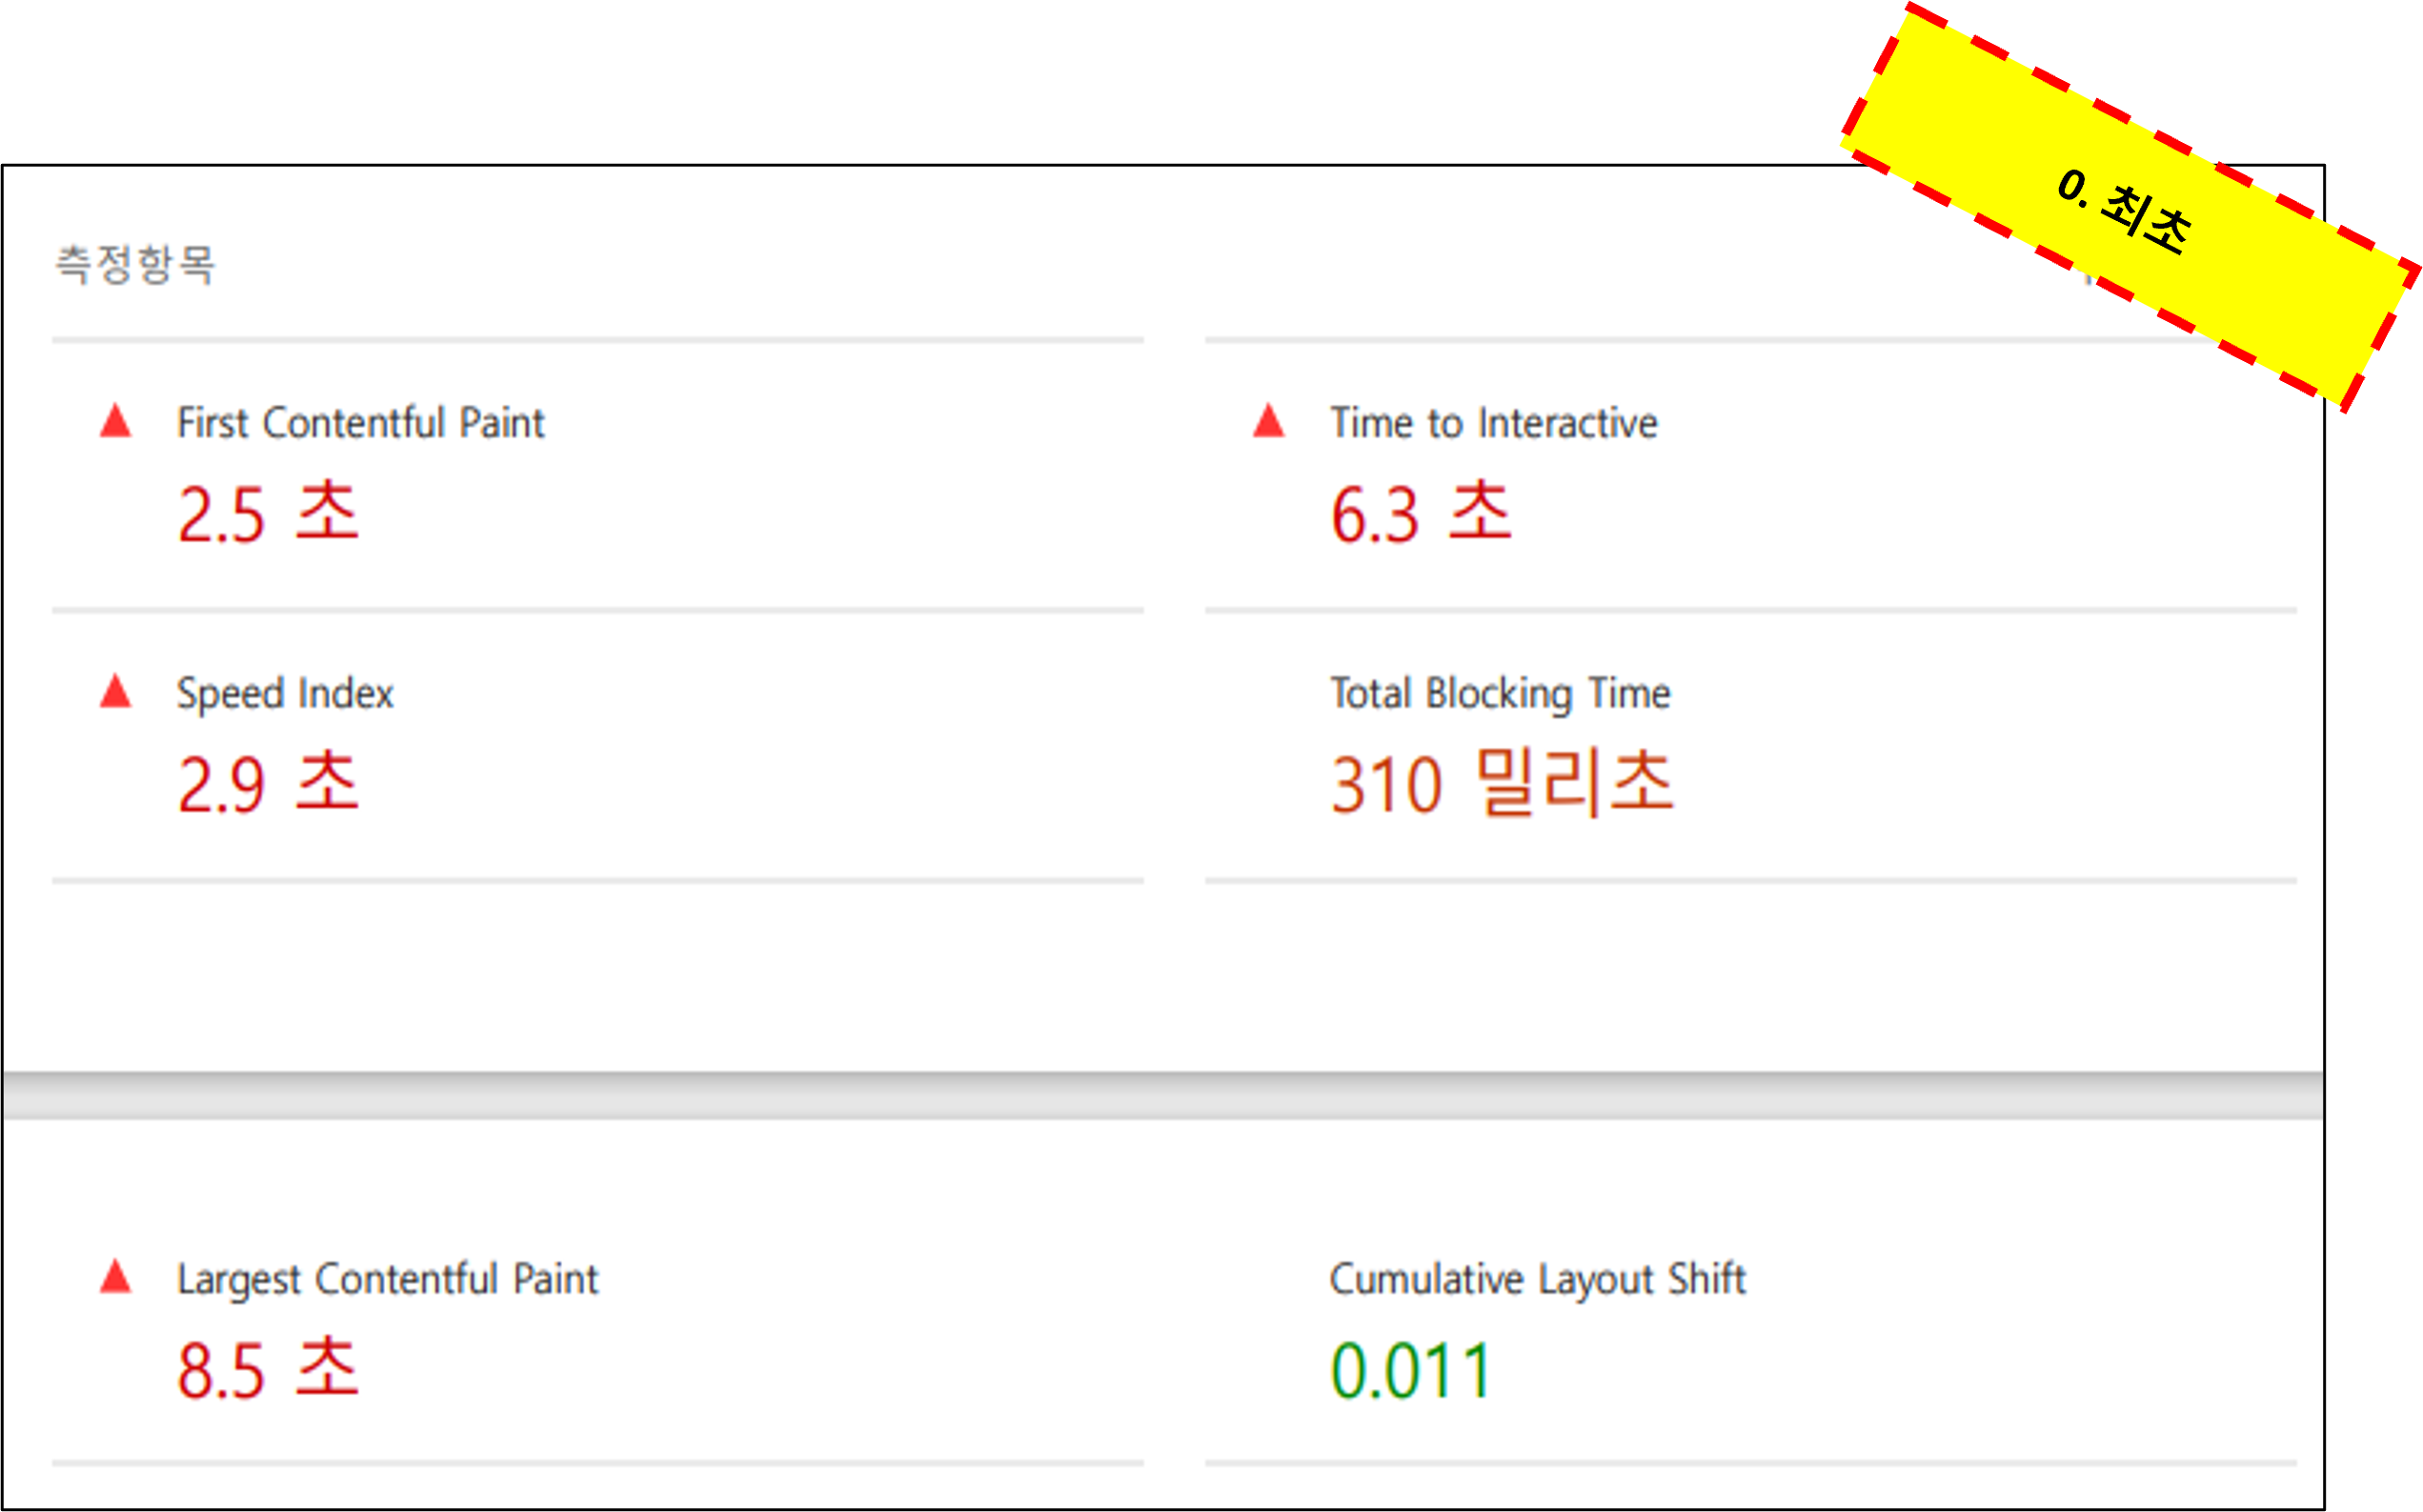 0. 최초
측정항목
First Contentful Paint
2.5 초
Time to Interactive
6.3 초
Speed Index
2.9 초
Total Blocking Time
310 밀리초
Largest Contentful Paint
8.5 초
Cumulative Layout Shift
0.011